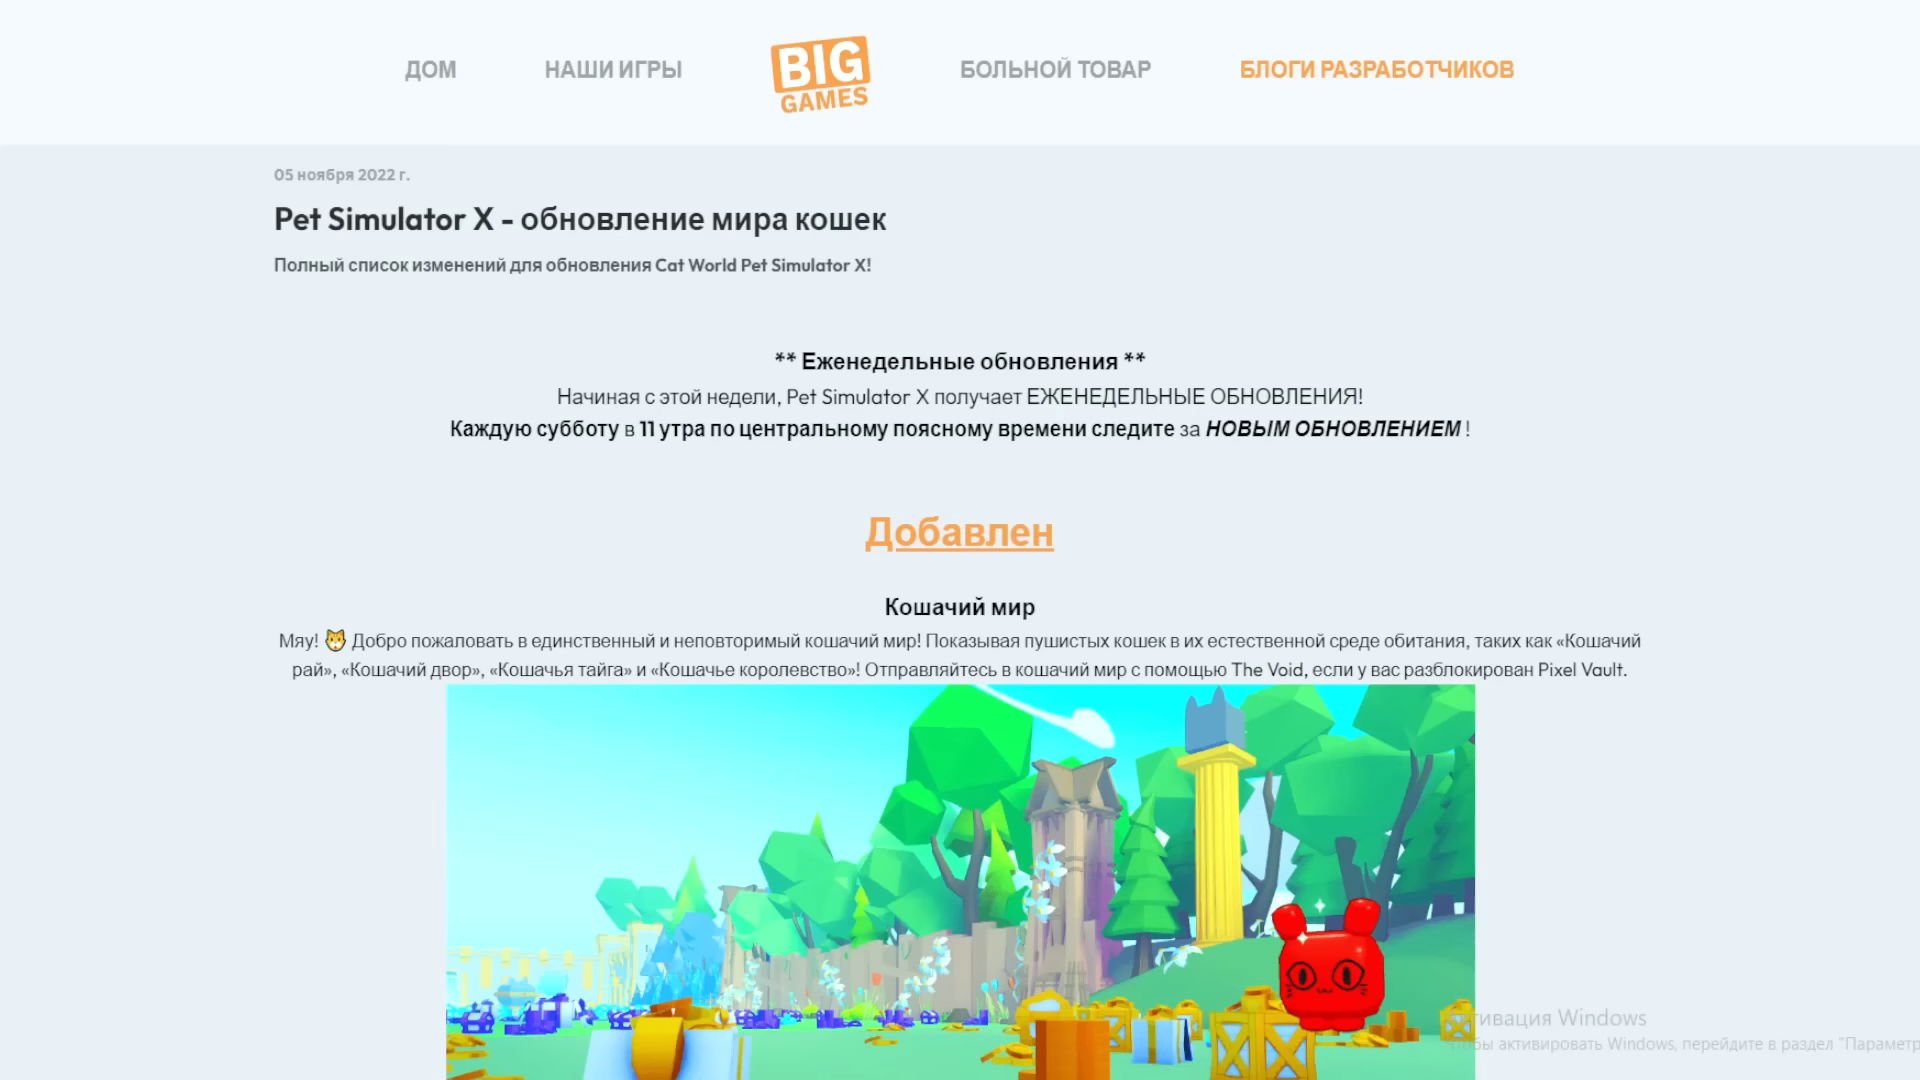 ДОМ
НАШИ ИГРЫ
BIG
GAMES
БОЛЬНОЙ ТОВАР
БЛОГИ РАЗРАБОТЧИКОВ
05 ноября 2022 г.
Pet Simulator X - обновление мира кошек
Полный список изменений для обновления Cat World Pet Simulator X!
** Еженедельные обновления **
Начиная с этой недели, Pet Simulator X получает ЕЖЕНЕДЕЛЬНЫЕ ОБНОВЛЕНИЯ!
Каждую субботу в 11 утра по центральному поясному времени следите за НОВЫМ ОБНОВЛЕНИЕМ !
Добавлен
Кошачий мир
Мяу! 🐱 Добро пожаловать в единственный и неповторимый кошачий мир! Показывая пушистых кошек в их естественной среде обитания, таких как «Кошачий
рай», «Кошачий двор», «Кошачья тайга» и «Кошачье королевство»! Отправляйтесь в кошачий мир с помощью The Void, если у вас разблокирован Pixel Vault.
Windows
активировать Windows, перейдите в раздел "Параметр